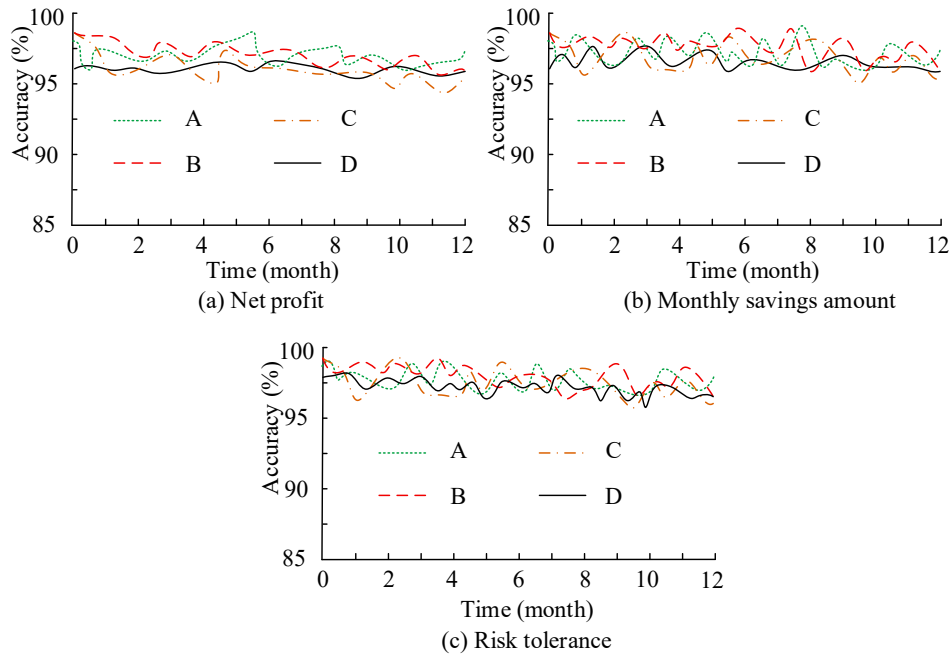 100
95
90
85
Accuracy (%)
A
C
B
D
0
2
4
6
8
10
12
Time (month)
(a) Net profit
100
95
90
85
Accuracy (%)
A
C
B
D
0
2
4
6
8
10
12
Time (month)
(b) Monthly savings amount
100
95
90
85
Accuracy (%)
A
C
B
D
0
2
4
6
8
10
12
Time (month)
(c) Risk tolerance